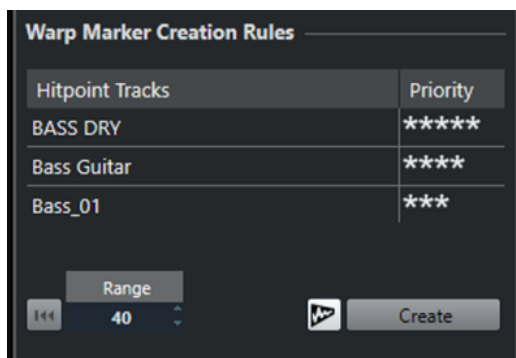 Warp Marker Creation Rules
Hitpoint Tracks Priority
BASS DRY *****
Bass Guitar ****
Bass_01 ***
Range
40 Create